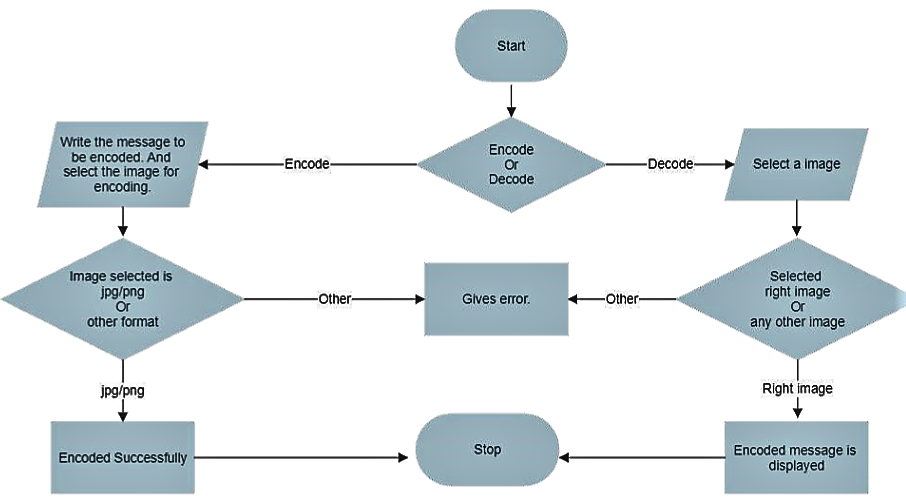 Start
Write the message to
be encoded. And
select the image for
encoding.
Encode
Encode
Or
Decode
Decode
Select a image
Image selected is
jpg/png
Or
other format
Other
Gives error.
Other
Selected
right image
Or
any other image
jpg/png
Right image
Encoded Successfully
Stop
Encoded message is
displayed